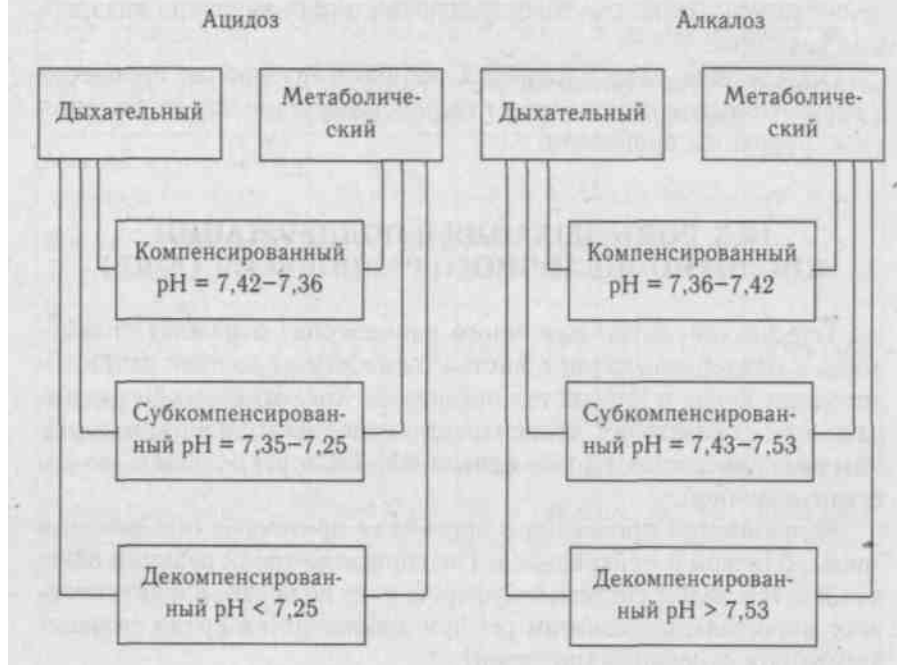 Ацидоз
Алкалоз
Дыхательный
Метаболиче-
ский
Дыхательный
Метаболиче-
ский
Компенсированный
pH = 7,42–7,36
Компенсированный
pH = 7,36–7,42
Субкомпенсирован-
ный pH = 7,35–7,25
Субкомпенсирован-
ный pH = 7,43–7,53
Декомпенсирован-
ный pH < 7,25
Декомпенсирован-
ный pH > 7,53